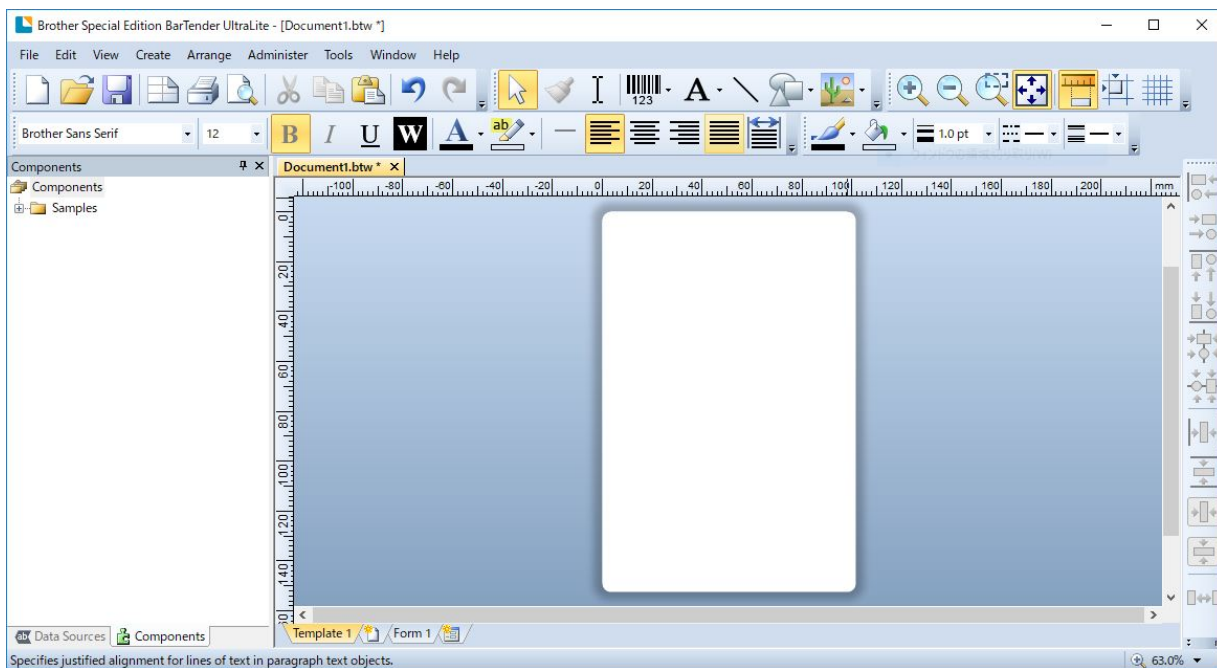 Brother Special Edition BarTender UltraLite - [Document1.btw *]
File Edit View Create Arrange Administer Tools Window Help
123 A
Brother Sans Serif 12 B I U W A ab 1.0 pt
Components Document1.btw *
Components
Samples
-100 -80 -60 -40 -20 0 20 40 60 80 100 120 140 160 180 200 mm
0
20
40
60
80
100
120
140
Data Sources Components Template 1 Form 1
Specifies justified alignment for lines of text in paragraph text objects. 63.0%